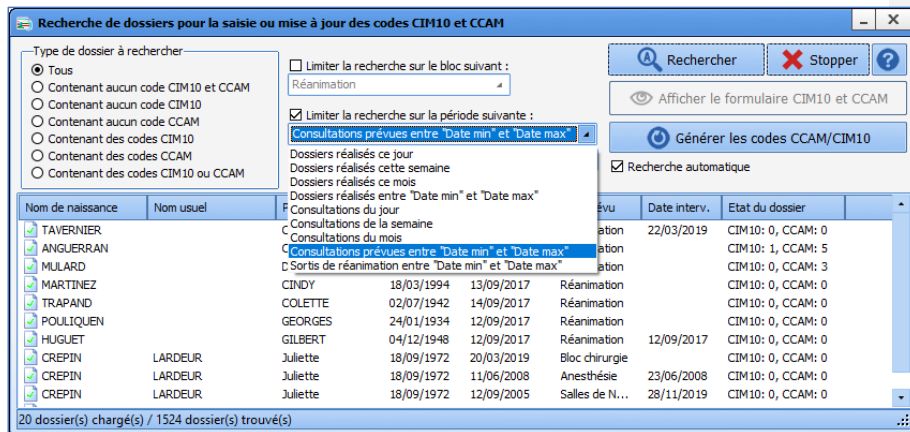 Recherche de dossiers pour la saisie ou mise à jour des codes CIM10 et CCAM
Type de dossier à rechercher
Tous
Contenant aucun code CIM10 et CCAM
Contenant aucun code CIM10
Contenant aucun code CCAM
Contenant des codes CIM10
Contenant des codes CCAM
Contenant des codes CIM10 ou CCAM
Limiter la recherche sur le bloc suivant :
Réanimation
Limiter la recherche sur la période suivante :
Consultations prévues entre "Date min" et "Date max"
Dossiers réalisés ce jour
Dossiers réalisés cette semaine
Dossiers réalisés ce mois
Dossiers réalisés entre "Date min" et "Date max"
Consultations du jour
Consultations de la semaine
Consultations du mois
Consultations prévues entre "Date min" et "Date max"
Sortis de réanimation entre "Date min" et "Date max"
Rechercher Stopper ?
Afficher le formulaire CIM10 et CCAM
Générer les codes CCAM/CIM10
Recherche automatique
Nom de naissance Nom usuel Date interv. Etat du dossier
TAVERNIER 22/03/2019 CIM10: 0, CCAM: 0
ANGUERRAN CIM10: 1, CCAM: 5
MULARD CIM10: 0, CCAM: 3
MARTINEZ CINDY 18/03/1994 13/09/2017 Réanimation CIM10: 0, CCAM: 0
TRAPAND COLETTE 02/07/1942 14/09/2017 Réanimation CIM10: 0, CCAM: 0
POULIQUEN GEORGES 24/01/1934 12/09/2017 Réanimation CIM10: 0, CCAM: 0
HUGUET GILBERT 04/12/1948 12/09/2017 Réanimation 12/09/2017 CIM10: 0, CCAM: 0
CREPIN LARDEUR Juliette 18/09/1972 20/03/2019 Bloc chirurgie CIM10: 0, CCAM: 0
CREPIN LARDEUR Juliette 18/09/1972 11/06/2008 Anesthésie 23/06/2008 CIM10: 0, CCAM: 0
CREPIN LARDEUR Juliette 18/09/1972 12/09/2005 Salles de N... 28/11/2019 CIM10: 0, CCAM: 0
20 dossier(s) chargé(s) / 1524 dossier(s) trouvé(s)